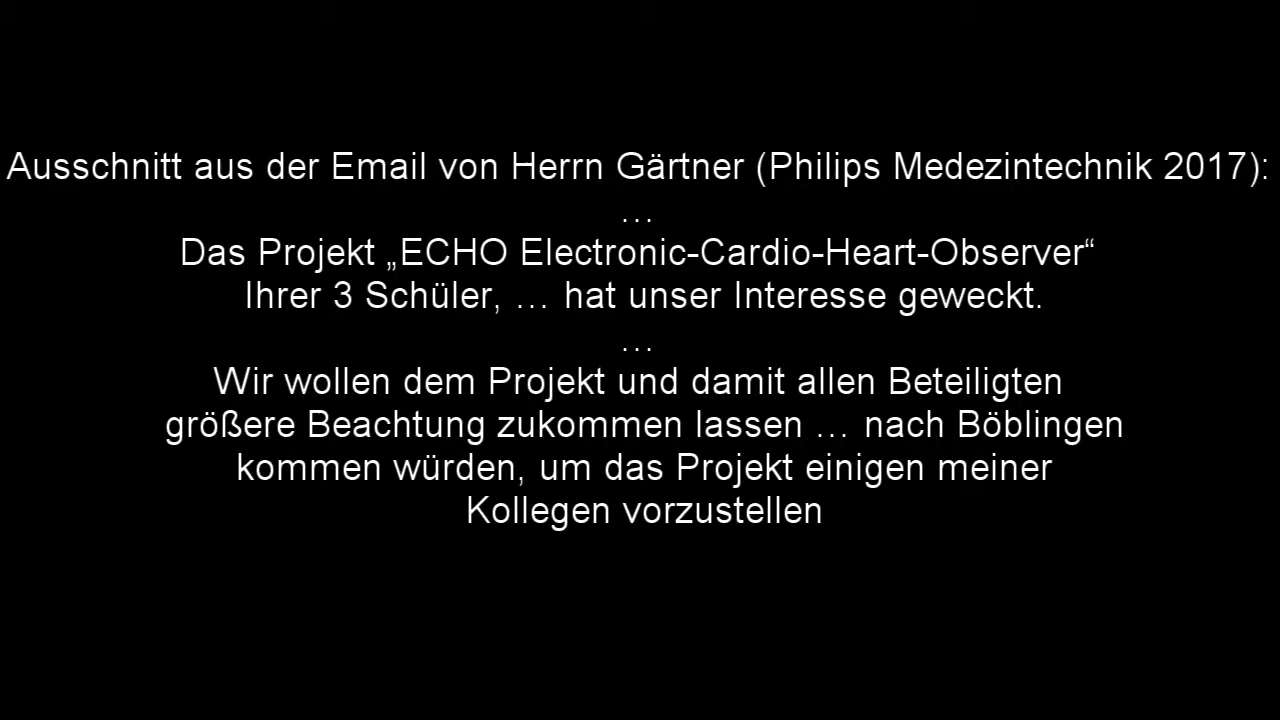 Ausschnitt aus der Email von Herrn Gärtner (Philips Medezintechnik 2017):
…
Das Projekt „ECHO Electronic-Cardio-Heart-Observer“
Ihrer 3 Schüler, … hat unser Interesse geweckt.
…
Wir wollen dem Projekt und damit allen Beteiligten
größere Beachtung zukommen lassen … nach Böblingen
kommen würden, um das Projekt einigen meiner
Kollegen vorzustellen